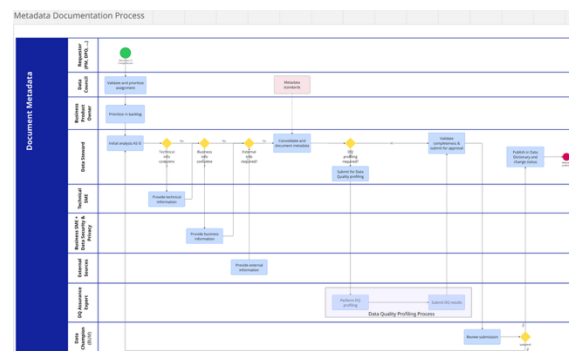 Metadata Documentation Process
Document Metadata
Requestor
(PM, DPO, ...)
Data
Council
Validate and prioritize
assignment
Metadata
standards
Business
Product
Owner
Prioritize in backlog
Data Steward
Initial analysis AS IS
Technical
info
Business
info
complete
External
info
required?
Consolidate and
document metadata
DQ
profiling
required?
Validate
completeness &
submit for approval
Publish in Data
Dictionary and
change status
Submit for Data
Quality profiling
Technical
SME
Provide technical
information
Business SME +
Data Security &
Privacy
Provide business
information
External
Sources
Provide external
information
DQ Assurance
Expert
Perform DQ
profiling
Submit DQ results
Data Quality Profiling Process
Data
Champion
Review submission